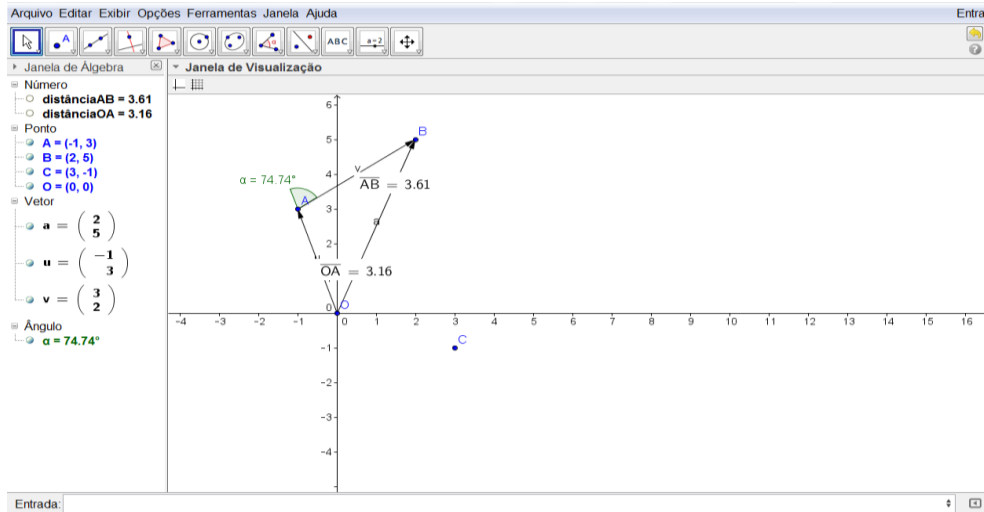 Arquivo Editar Exibir Opções Ferramentas Janela Ajuda
Entra
A
ABC
a=2
Janela de Álgebra
Janela de Visualização
Número
distânciaAB = 3.61
distânciaOA = 3.16
Ponto
A = (-1, 3)
B = (2, 5)
C = (3, -1)
O = (0, 0)
Vetor
a = ( 2 5 )
u = ( −1 3 )
v = ( 3 2 )
Ângulo
α = 74.74°
6
5
4
3
2
0
−1
−2
−3
−4
B
v
AB = 3.61
α = 74.74°
A
a
OA = 3.16
O
C
−4 −3 −2 −1 0 1 2 3 4 5 6 7 8 9 10 11 12 13 14 15 16
Entrada: